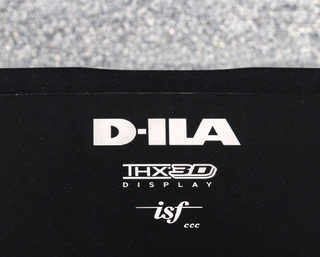 D-ILA
THX 3D
DISPLAY
isf
ccc